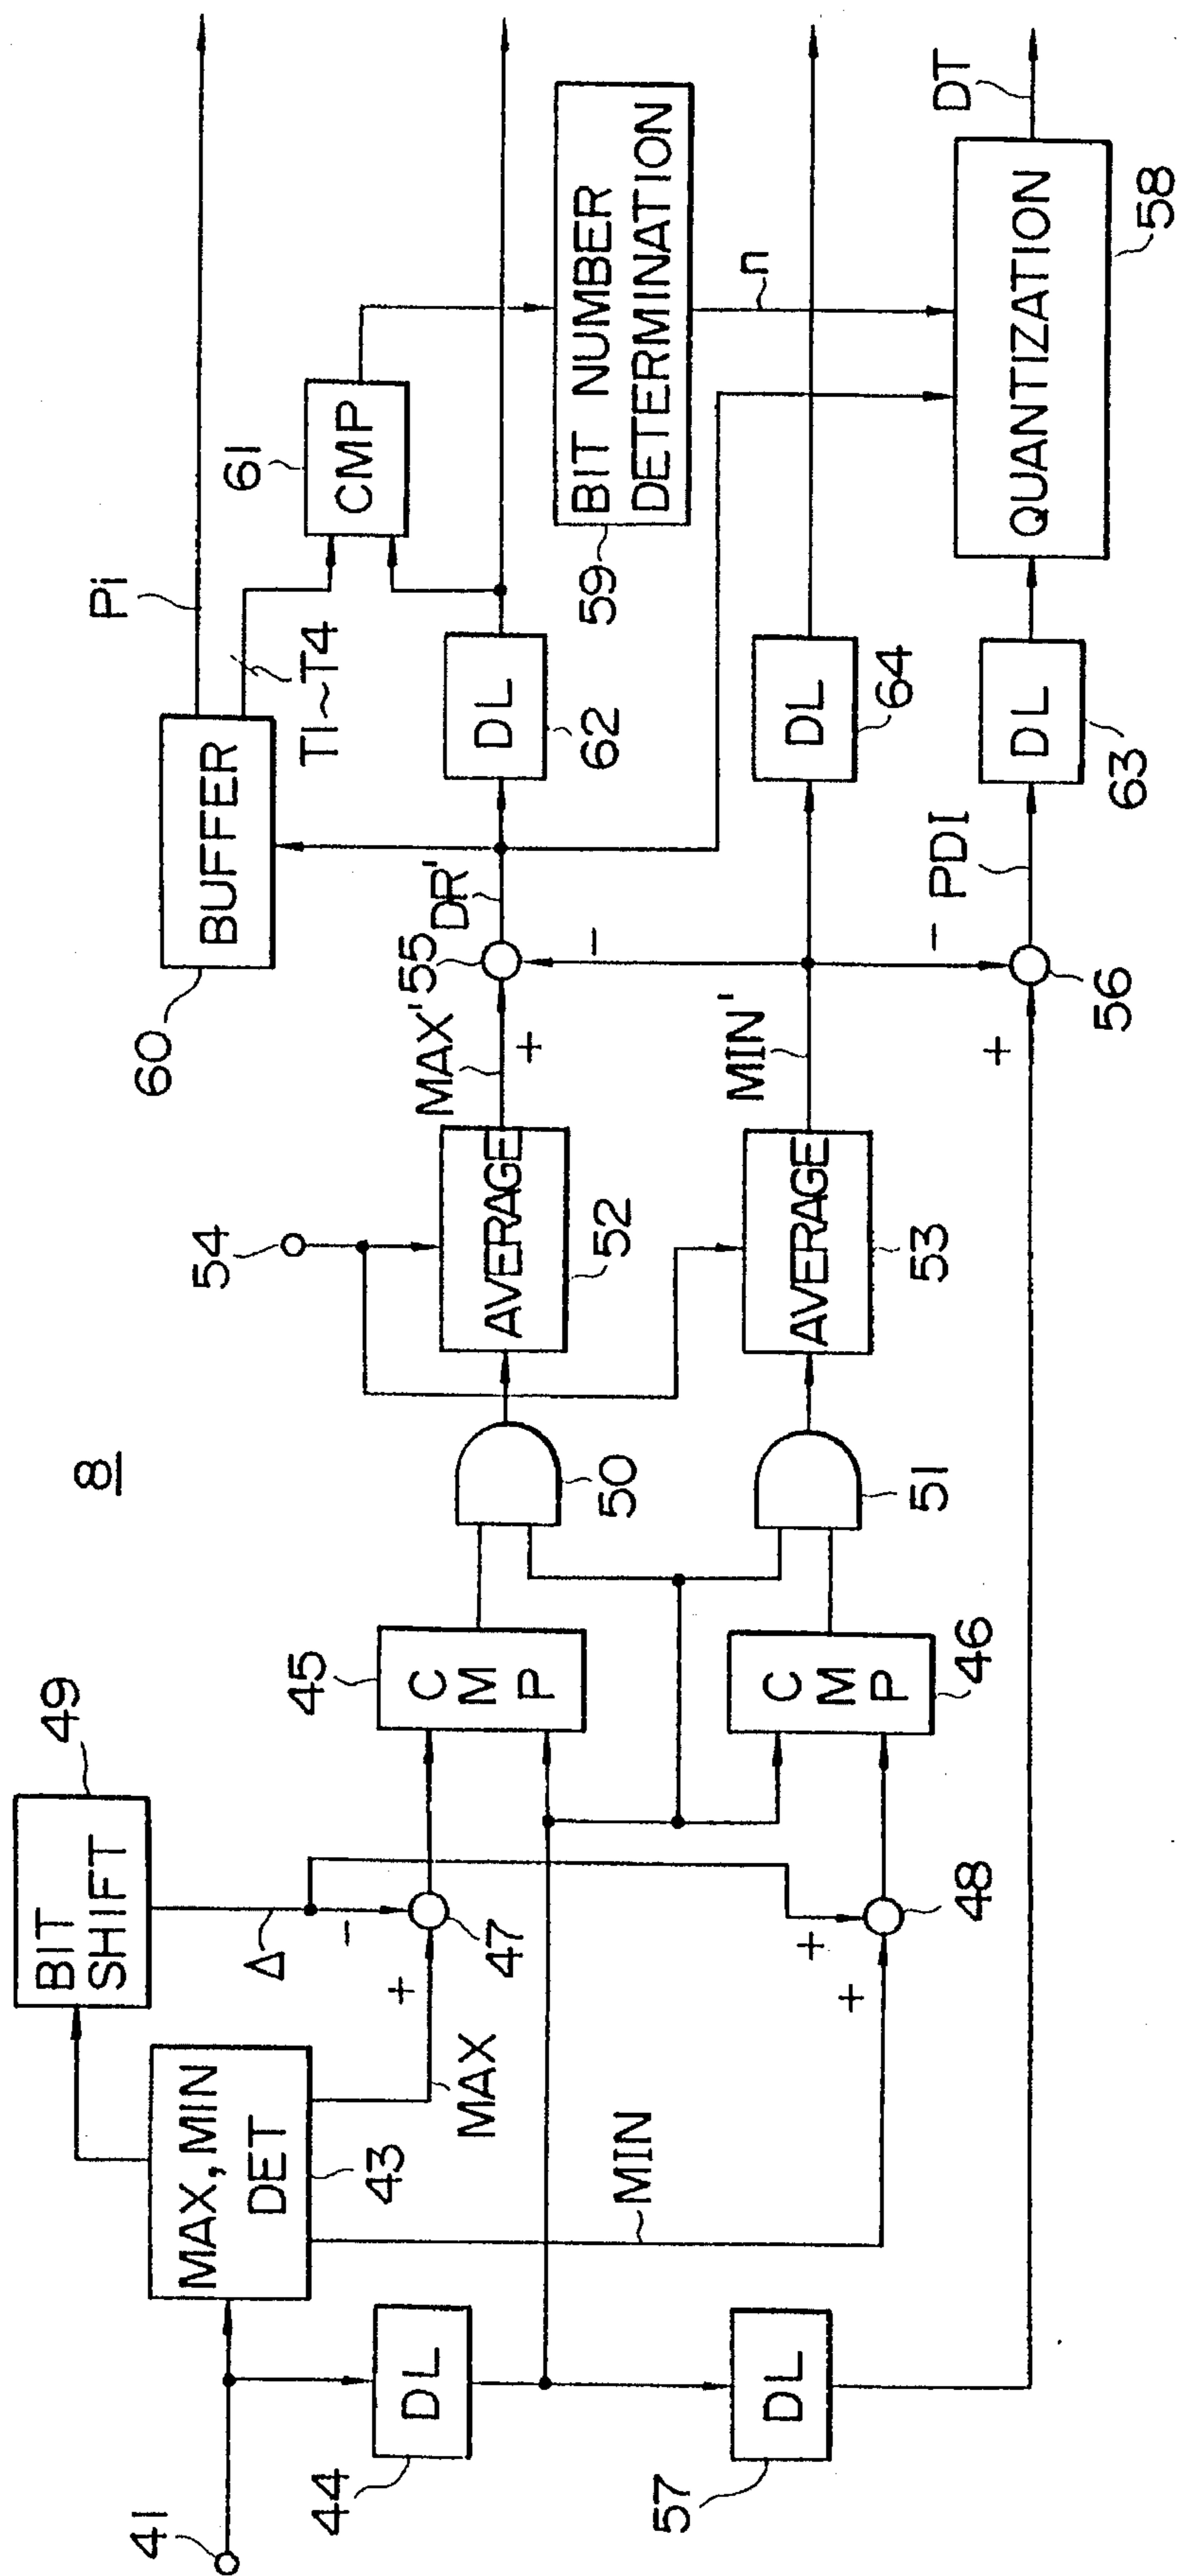 8
41
MAX, MIN
DET
43
BIT
SHIFT
49
Δ
−
+
MAX
47
MIN
+
+
48
DL
44
DL
57
CMP
45
CMP
46
50
51
54
AVERAGE
52
AVERAGE
53
MAX'
+
55
DR'
−
MIN'
−
+
56
PDI
BUFFER
60
Pi
T1~T4
CMP
61
DL
62
DL
64
DL
63
BIT NUMBER
DETERMINATION
59
n
QUANTIZATION
58
DT